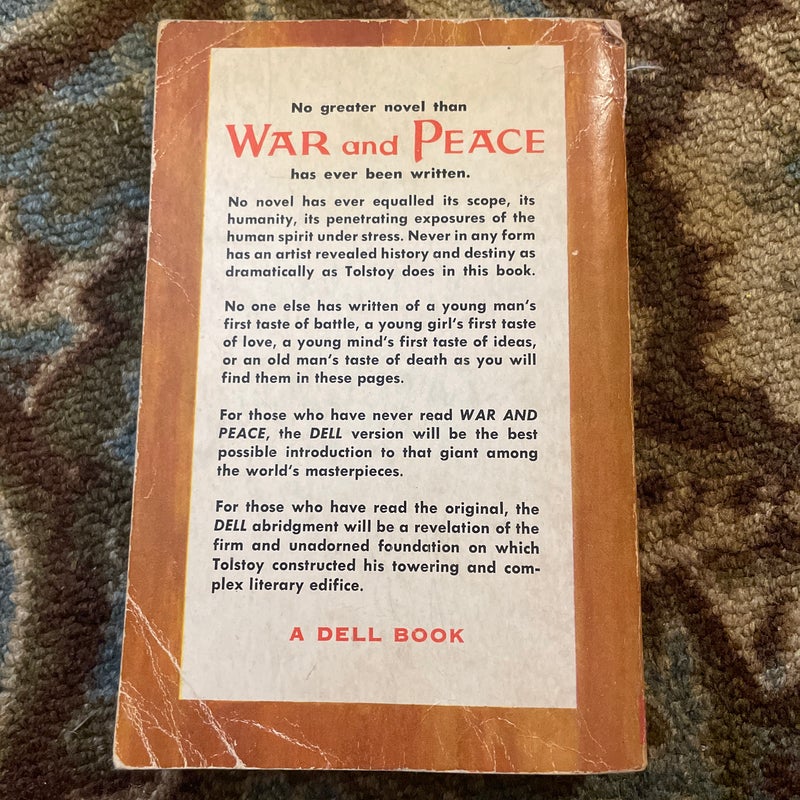 No greater novel than
WAR and PEACE
has ever been written.
No novel has ever equalled its scope, its
humanity, its penetrating exposures of the
human spirit under stress. Never in any form
has an artist revealed history and destiny as
dramatically as Tolstoy does in this book.
No one else has written of a young man's
first taste of battle, a young girl's first taste
of love, a young mind's first taste of ideas,
or an old man's taste of death as you will
find them in these pages.
For those who have never read WAR AND
PEACE, the DELL version will be the best
possible introduction to that giant among
the world's masterpieces.
For those who have read the original, the
DELL abridgment will be a revelation of the
firm and unadorned foundation on which
Tolstoy constructed his towering and com-
plex literary edifice.
A DELL BOOK